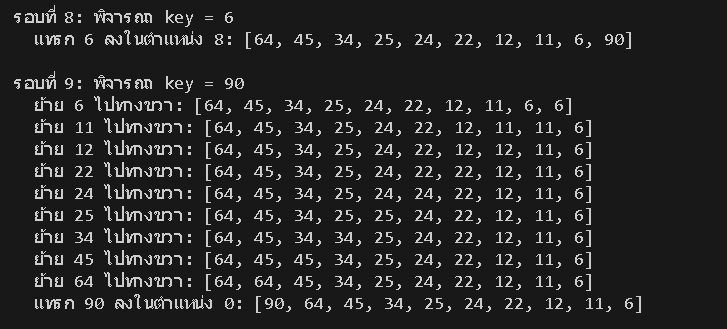 รอบที่ 8: พิจารณา key = 6
แทรก 6 ลงในตำแหน่ง 8: [64, 45, 34, 25, 24, 22, 12, 11, 6, 90]
รอบที่ 9: พิจารณา key = 90
ย้าย 6 ไปทางขวา: [64, 45, 34, 25, 24, 22, 12, 11, 6, 6]
ย้าย 11 ไปทางขวา: [64, 45, 34, 25, 24, 22, 12, 11, 11, 6]
ย้าย 12 ไปทางขวา: [64, 45, 34, 25, 24, 22, 12, 12, 11, 6]
ย้าย 22 ไปทางขวา: [64, 45, 34, 25, 24, 22, 22, 12, 11, 6]
ย้าย 24 ไปทางขวา: [64, 45, 34, 25, 24, 24, 22, 12, 11, 6]
ย้าย 25 ไปทางขวา: [64, 45, 34, 25, 25, 24, 22, 12, 11, 6]
ย้าย 34 ไปทางขวา: [64, 45, 34, 34, 25, 24, 22, 12, 11, 6]
ย้าย 45 ไปทางขวา: [64, 45, 45, 34, 25, 24, 22, 12, 11, 6]
ย้าย 64 ไปทางขวา: [64, 64, 45, 34, 25, 24, 22, 12, 11, 6]
แทรก 90 ลงในตำแหน่ง 0: [90, 64, 45, 34, 25, 24, 22, 12, 11, 6]